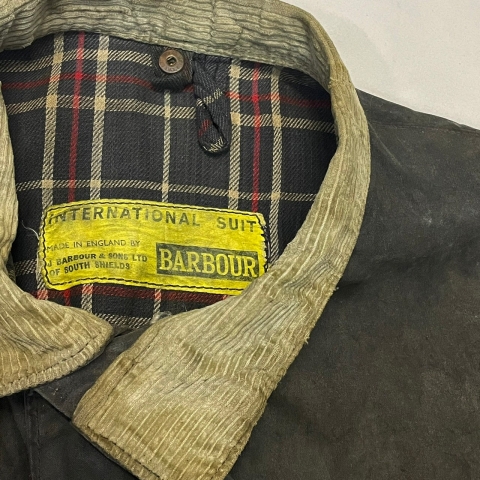 INTERNATIONAL SUIT
MADE IN ENGLAND BY
J BARBOUR & SONS LTD
OF SOUTH SHIELDS
BARBOUR